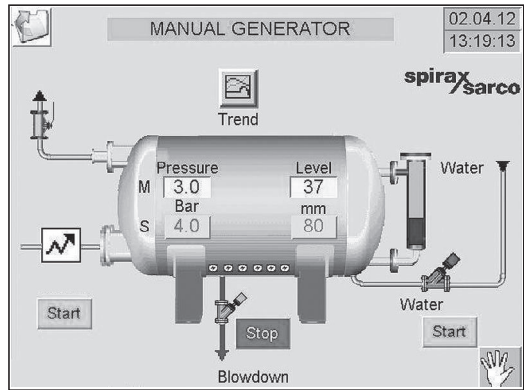 MANUAL GENERATOR
02.04.12
13:19:13
spirax
sarco
Trend
Pressure Level
M 3.0 37
Bar mm
S 4.0 80
Water
Start
Stop
Water
Start
Blowdown